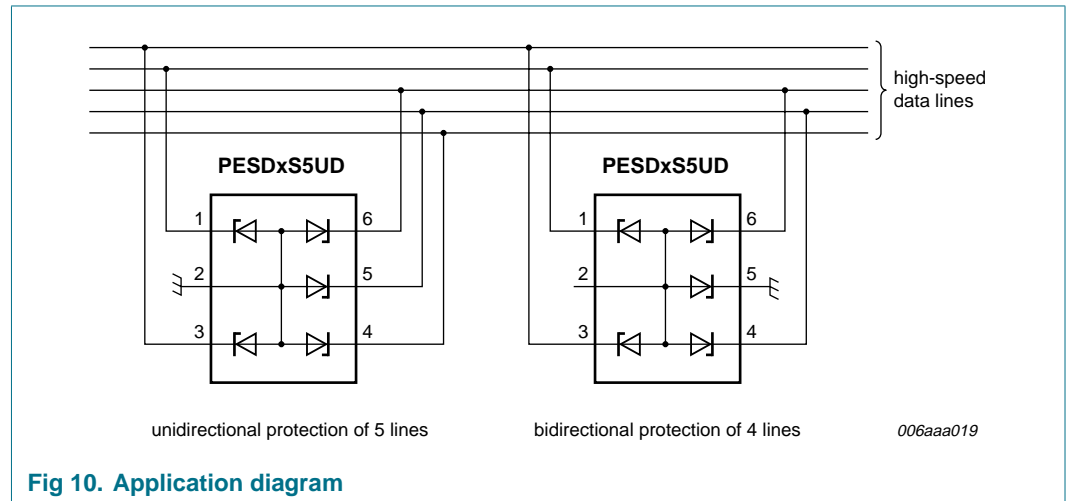 high-speed
data lines
PESDxS5UD
PESDxS5UD
1
6
2
5
3
4
1
6
2
5
3
4
unidirectional protection of 5 lines
bidirectional protection of 4 lines
006aaa019
Fig 10. Application diagram